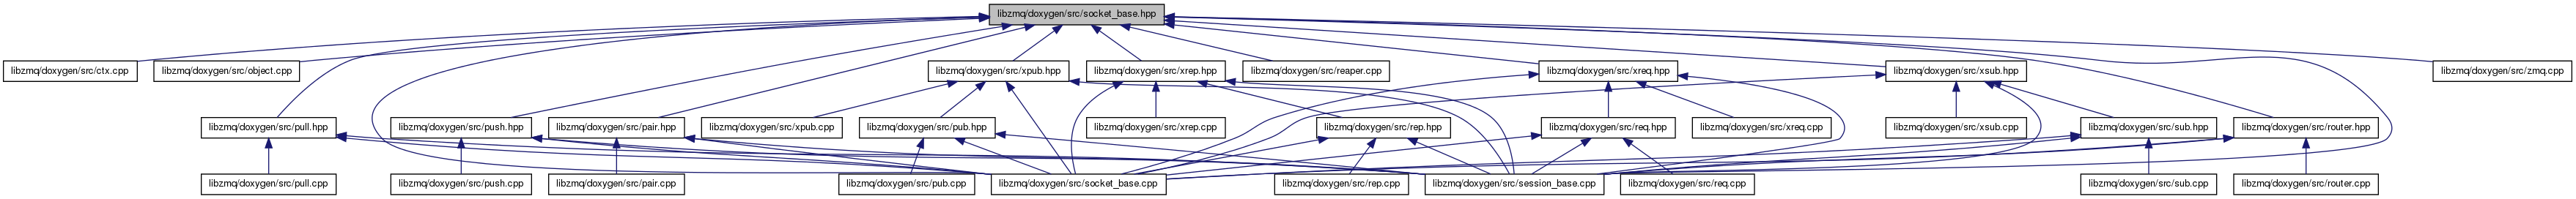 libzmq/doxygen/src/socket_base.hpp
libzmq/doxygen/src/ctx.cpp
libzmq/doxygen/src/object.cpp
libzmq/doxygen/src/xpub.hpp
libzmq/doxygen/src/xrep.hpp
libzmq/doxygen/src/reaper.cpp
libzmq/doxygen/src/xreq.hpp
libzmq/doxygen/src/xsub.hpp
libzmq/doxygen/src/zmq.cpp
libzmq/doxygen/src/pull.hpp
libzmq/doxygen/src/push.hpp
libzmq/doxygen/src/pair.hpp
libzmq/doxygen/src/xpub.cpp
libzmq/doxygen/src/pub.hpp
libzmq/doxygen/src/xrep.cpp
libzmq/doxygen/src/rep.hpp
libzmq/doxygen/src/req.hpp
libzmq/doxygen/src/xreq.cpp
libzmq/doxygen/src/xsub.cpp
libzmq/doxygen/src/sub.hpp
libzmq/doxygen/src/router.hpp
libzmq/doxygen/src/pull.cpp
libzmq/doxygen/src/push.cpp
libzmq/doxygen/src/pair.cpp
libzmq/doxygen/src/pub.cpp
libzmq/doxygen/src/socket_base.cpp
libzmq/doxygen/src/rep.cpp
libzmq/doxygen/src/session_base.cpp
libzmq/doxygen/src/req.cpp
libzmq/doxygen/src/sub.cpp
libzmq/doxygen/src/router.cpp